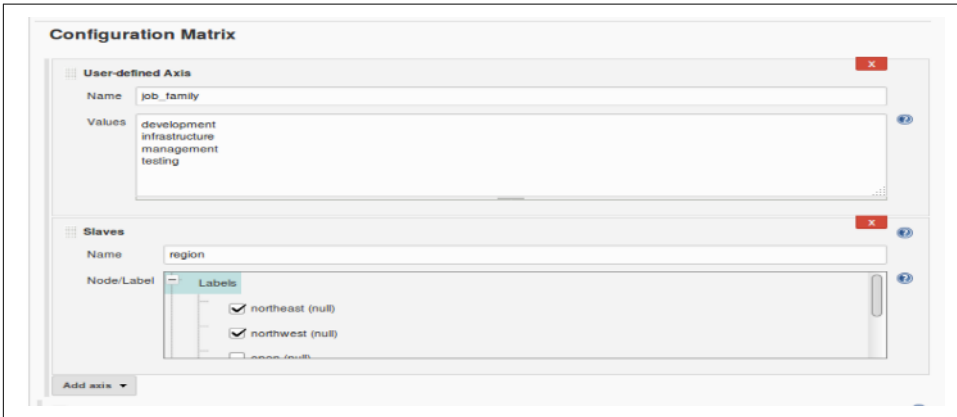 Configuration Matrix
User-defined Axis
x
Name job_family
Values development
infrastructure
management
testing
Slaves
x
Name region
Node/Label Labels
northeast (null)
northwest (null)
Add axis